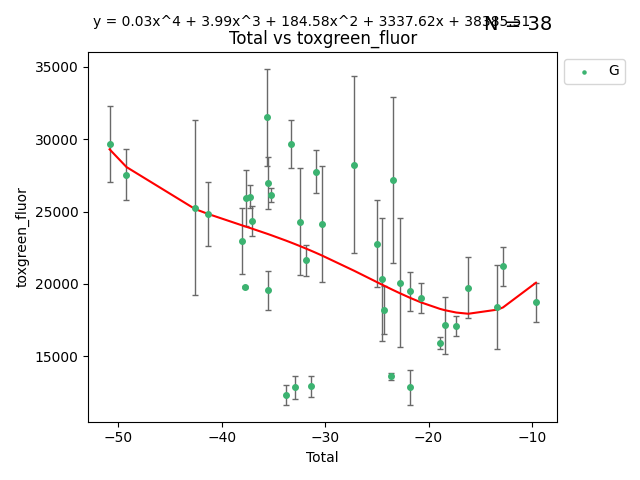 y = 0.03x^4 + 3.99x^3 + 184.58x^2 + 3337.62x + 38385.51
N = 38
Total vs toxgreen_fluor
G
35000
30000
25000
20000
15000
toxgreen_fluor
−50 −40 −30 −20 −10
Total